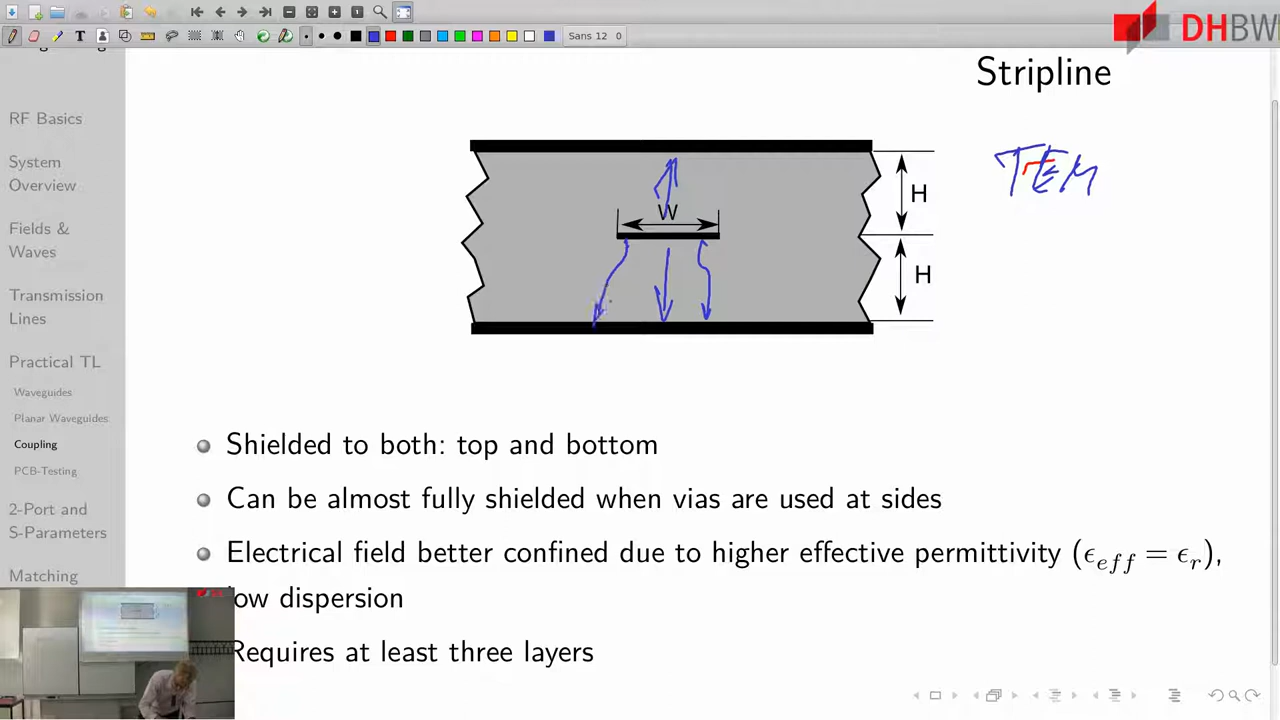 Sans 12 0
DHBW
Stripline
TEM
W
H
H
RF Basics
System
Overview
Fields &
Waves
Transmission
Lines
Practical TL
Waveguides
Planar Waveguides
Coupling
PCB-Testing
2-Port and
S-Parameters
Matching
Shielded to both: top and bottom
Can be almost fully shielded when vias are used at sides
Electrical field better confined due to higher effective permittivity (ϵeff = ϵr),
low dispersion
Requires at least three layers